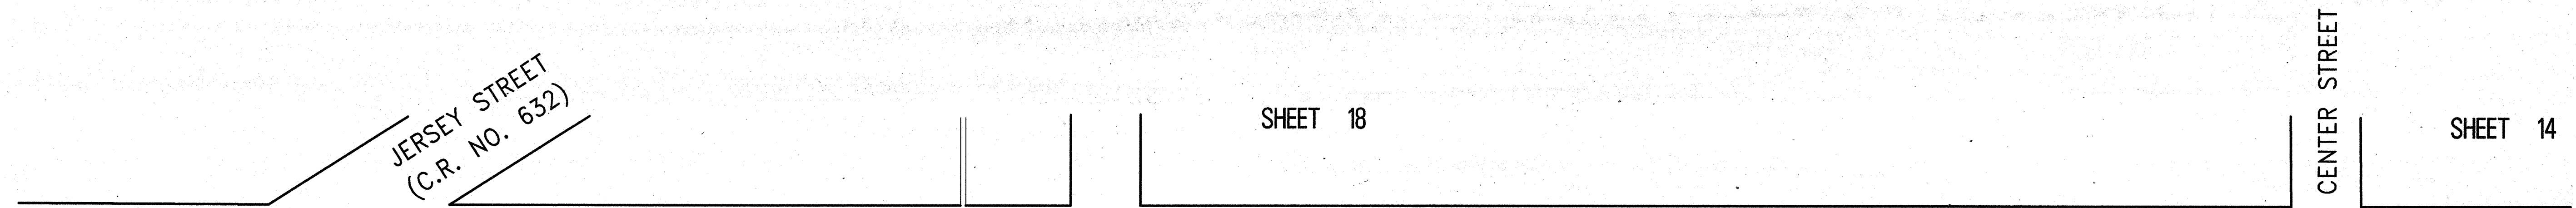 JERSEY STREET
(C.R. NO. 632)
SHEET 18
CENTER STREET
SHEET 14